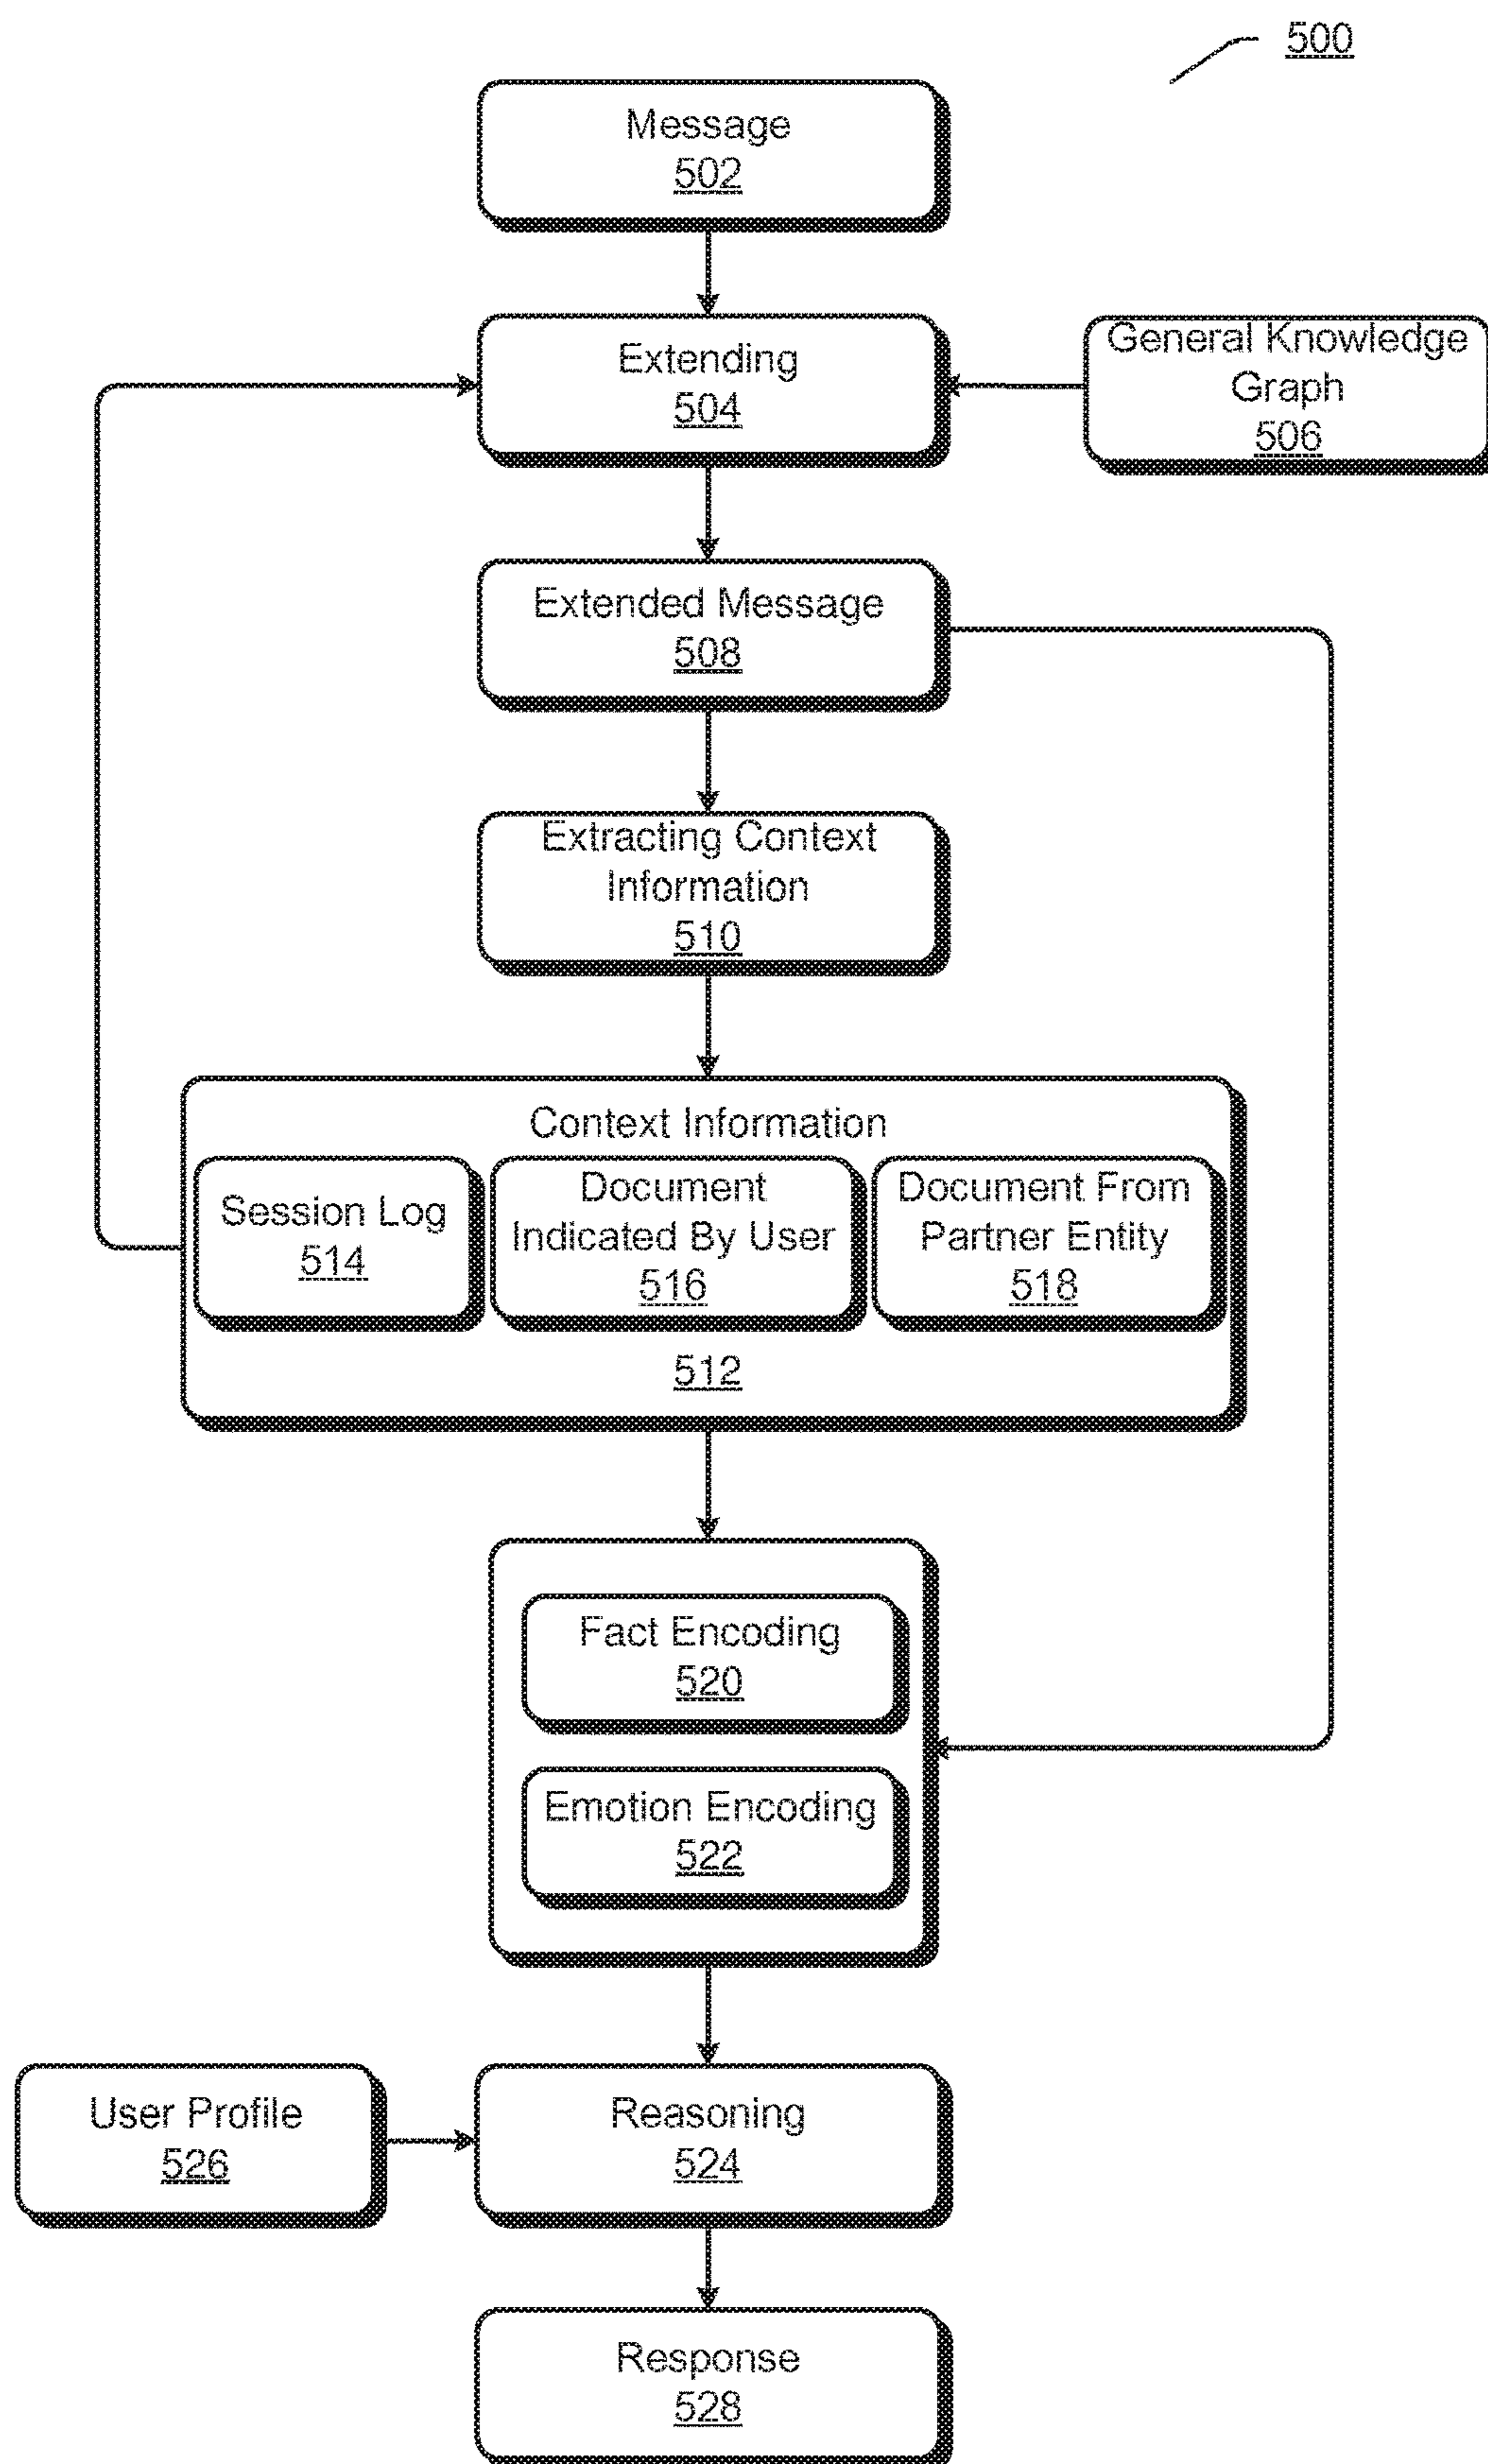 500
Message
502
Extending
504
General Knowledge
Graph
506
Extended Message
508
Extracting Context
Information
510
Context Information
Session Log
514
Document
Indicated By User
516
Document From
Partner Entity
518
512
Fact Encoding
520
Emotion Encoding
522
User Profile
526
Reasoning
524
Response
528